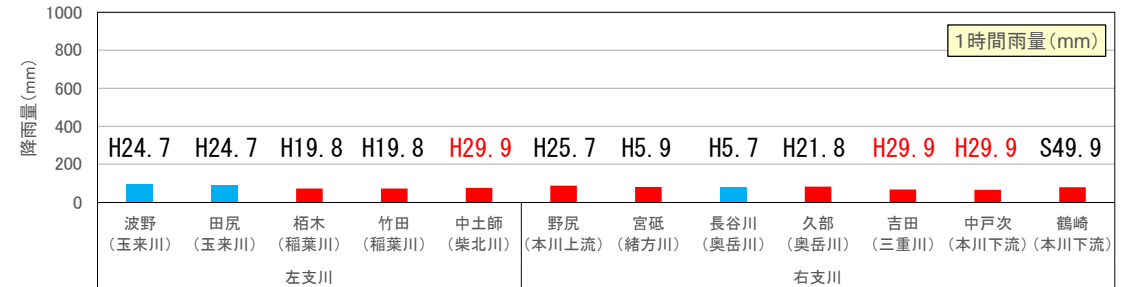 1000
800
600
400
200
0
降雨量（mm）
１時間雨量（mm）
H24.7 H24.7 H19.8 H19.8 H29.9 H25.7 H5.9 H5.7 H21.8 H29.9 H29.9 S49.9
波野 田尻 栢木 竹田 中土師 野尻 宮砥 長谷川 久部 吉田 中戸次 鶴崎
（玉来川） （玉来川） （稲葉川） （稲葉川） （柴北川） （本川上流） （緒方川） （奥岳川） （奥岳川） （三重川） （本川下流） （本川下流）
左支川 右支川